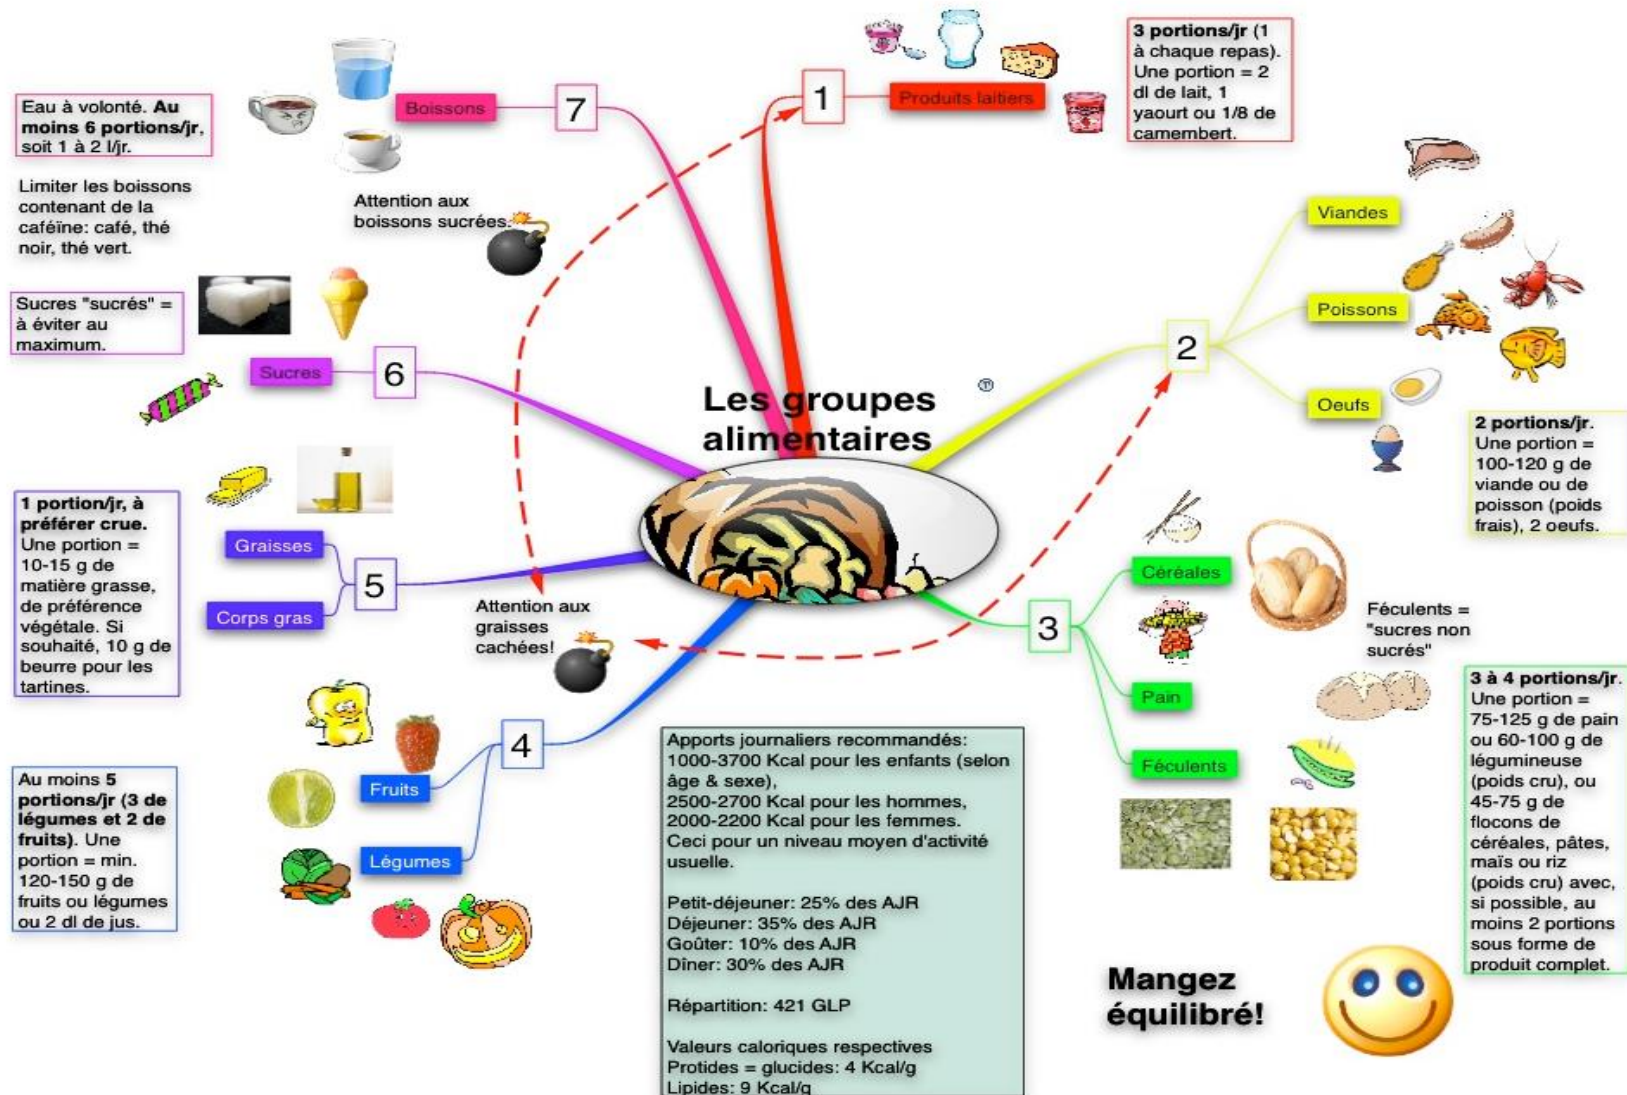 Les groupes
alimentaires
1
Produits laitiers
3 portions/jr (1
à chaque repas).
Une portion = 2
dl de lait, 1
yaourt ou 1/8 de
camembert.
2
Viandes
Poissons
Oeufs
2 portions/jr.
Une portion =
100-120 g de
viande ou de
poisson (poids
frais), 2 oeufs.
3
Céréales
Pain
Féculents
Féculents =
"sucres non
sucrés"
3 à 4 portions/jr.
Une portion =
75-125 g de pain
ou 60-100 g de
légumineuse
(poids cru), ou
45-75 g de
flocons de
céréales, pâtes,
maïs ou riz
(poids cru) avec,
si possible, au
moins 2 portions
sous forme de
produit complet.
4
Fruits
Légumes
Au moins 5
portions/jr (3 de
légumes et 2 de
fruits). Une
portion = min.
120-150 g de
fruits ou légumes
ou 2 dl de jus.
5
Graisses
Corps gras
1 portion/jr, à
préférer crue.
Une portion =
10-15 g de
matière grasse,
de préférence
végétale. Si
souhaité, 10 g de
beurre pour les
tartines.
Attention aux
graisses
cachées!
6
Sucres
Sucres "sucrés" =
à éviter au
maximum.
7
Boissons
Eau à volonté. Au
moins 6 portions/jr,
soit 1 à 2 l/jr.
Limiter les boissons
contenant de la
caféïne: café, thé
noir, thé vert.
Attention aux
boissons sucrées.
Apports journaliers recommandés:
1000-3700 Kcal pour les enfants (selon
âge & sexe),
2500-2700 Kcal pour les hommes,
2000-2200 Kcal pour les femmes.
Ceci pour un niveau moyen d'activité
usuelle.
Petit-déjeuner: 25% des AJR
Déjeuner: 35% des AJR
Goûter: 10% des AJR
Dîner: 30% des AJR
Répartition: 421 GLP
Valeurs caloriques respectives
Protides = glucides: 4 Kcal/g
Lipides: 9 Kcal/g
Mangez
équilibré!